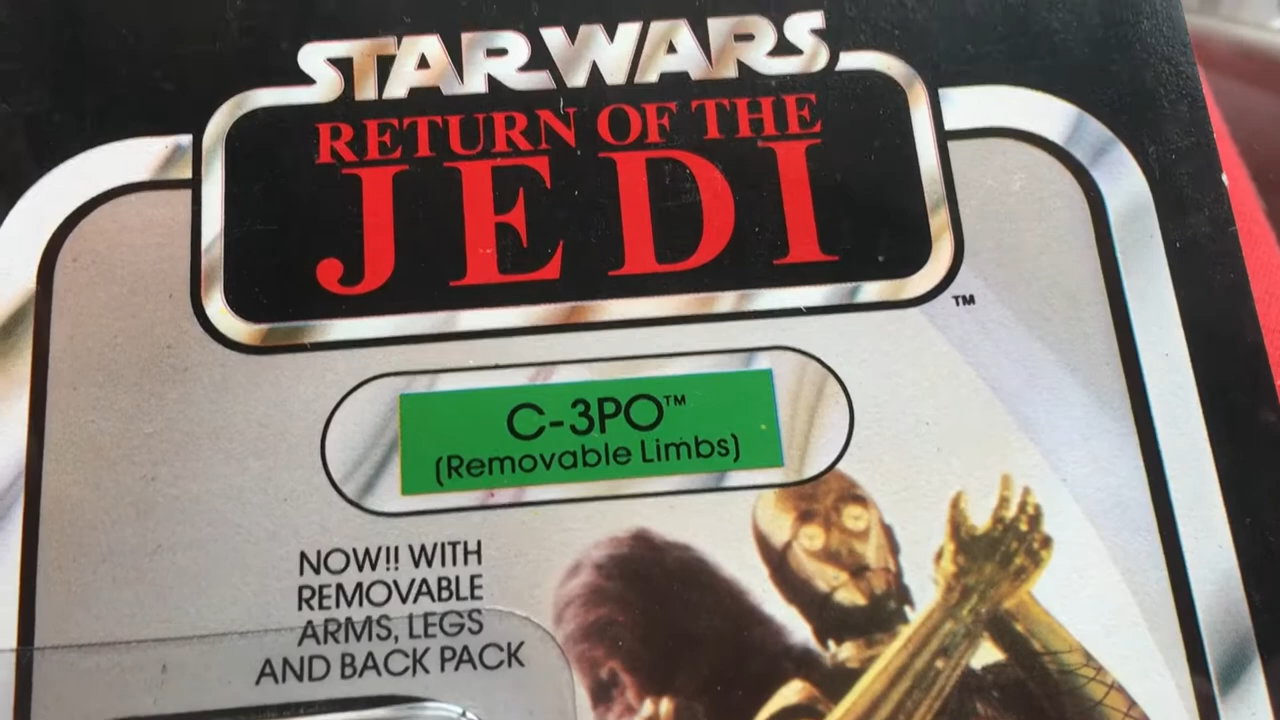 STAR WARS
RETURN OF THE
JEDI
TM
C-3PO™
(Removable Limbs)
NOW!! WITH
REMOVABLE
ARMS, LEGS
AND BACK PACK